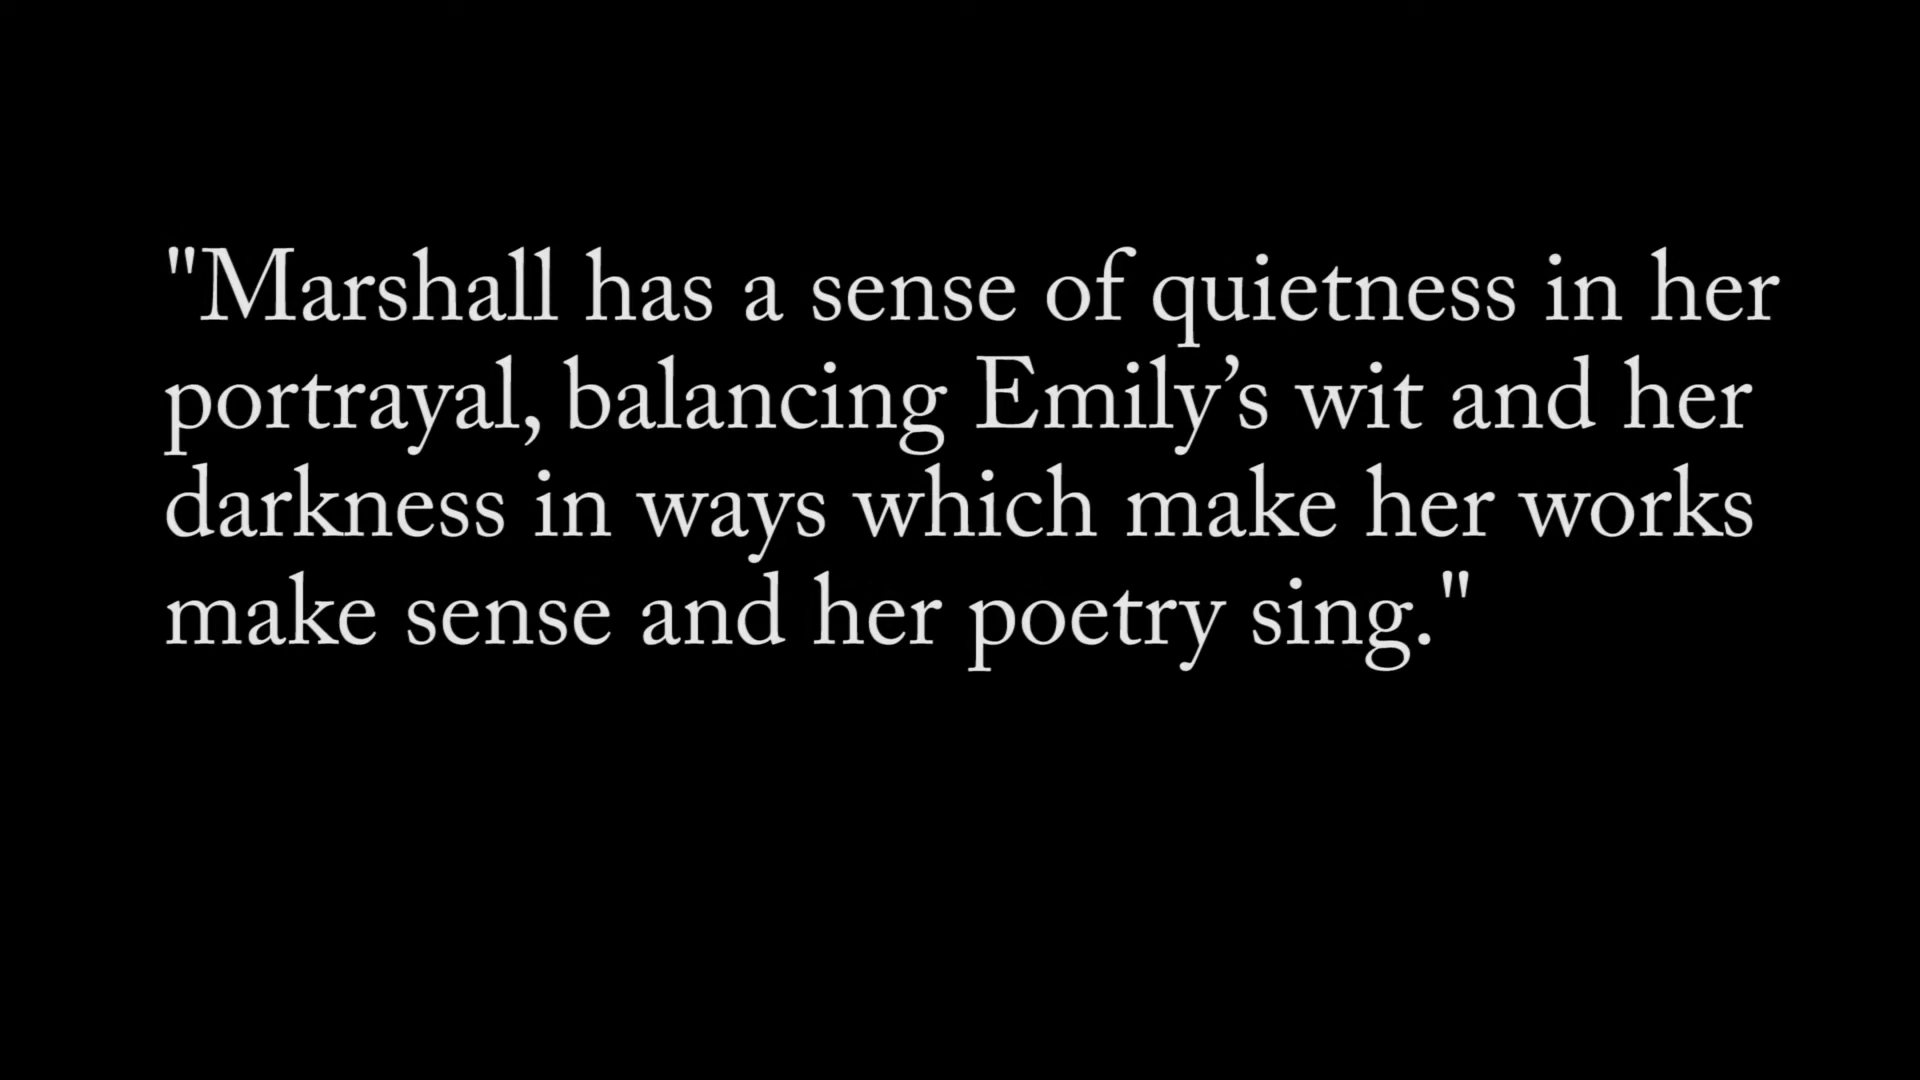 "Marshall has a sense of quietness in her
portrayal, balancing Emily’s wit and her
darkness in ways which make her works
make sense and her poetry sing."